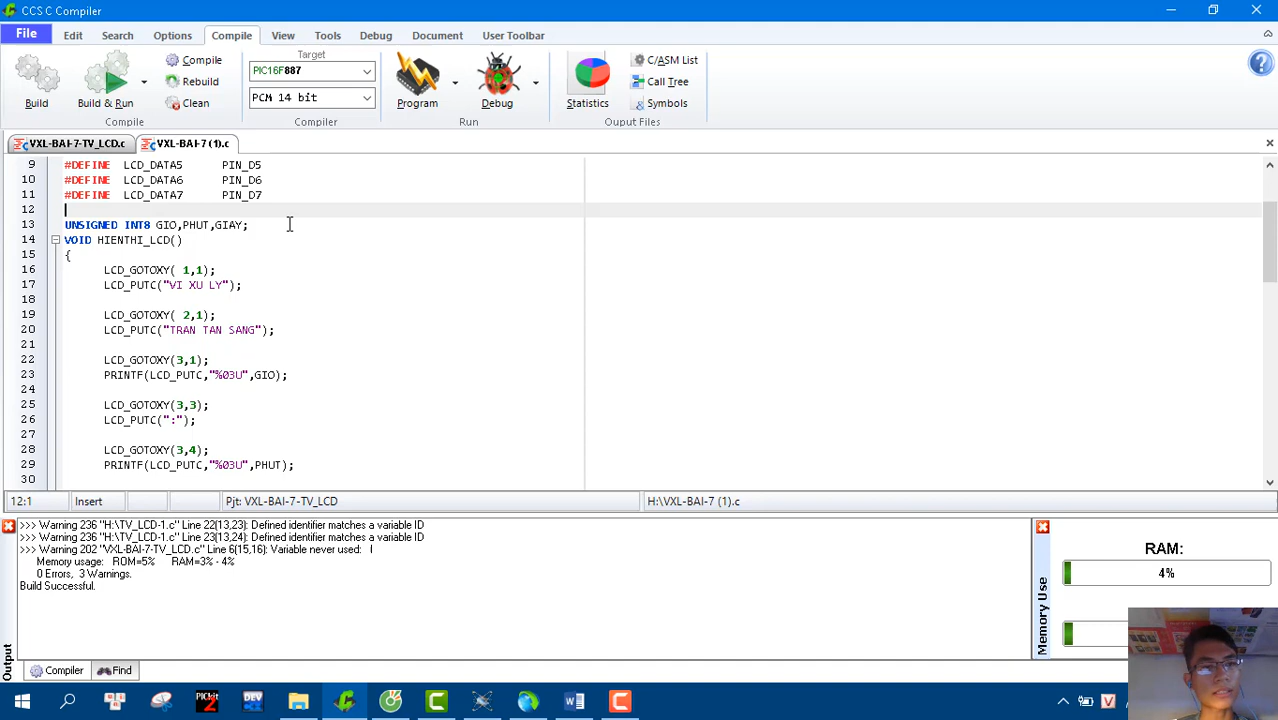 CCS C Compiler
File Edit Search Options Compile View Tools Debug Document User Toolbar
Build
Build & Run
Compile
Rebuild
Clean
Compile
Target
PIC16F887
PCM 14 bit
Compiler
Program
Debug
Run
Statistics
C/ASM List
Call Tree
Symbols
Ouput Files
VXL-BAI-7-TV_LCD.c VXL-BAI-7 (1).c
9 #DEFINE LCD_DATA5 PIN_D5
10 #DEFINE LCD_DATA6 PIN_D6
11 #DEFINE LCD_DATA7 PIN_D7
12
13 UNSIGNED INT8 GIO,PHUT,GIAY;
14 VOID HIENTHI_LCD()
15 {
16 LCD_GOTOXY( 1,1);
17 LCD_PUTC("VI XU LY");
18
19 LCD_GOTOXY( 2,1);
20 LCD_PUTC("TRAN TAN SANG");
21
22 LCD_GOTOXY(3,1);
23 PRINTF(LCD_PUTC,"%03U",GIO);
24
25 LCD_GOTOXY(3,3);
26 LCD_PUTC(":");
27
28 LCD_GOTOXY(3,4);
29 PRINTF(LCD_PUTC,"%03U",PHUT);
30
12:1 Insert Pjt: VXL-BAI-7-TV_LCD H:\VXL-BAI-7 (1).c
>>> Warning 236 "H:\TV_LCD-1.c" Line 22(13,23): Defined identifier matches a variable ID
>>> Warning 236 "H:\TV_LCD-1.c" Line 23(13,24): Defined identifier matches a variable ID
>>> Warning 202 "VXL-BAI-7-TV_LCD.c" Line 6(15,16): Variable never used: I
Memory usage: ROM=5% RAM=3% - 4%
0 Errors, 3 Warnings.
Build Successful.
Output
Compiler Find
Memory Use
RAM:
4%
PICkit
2
DEV
V